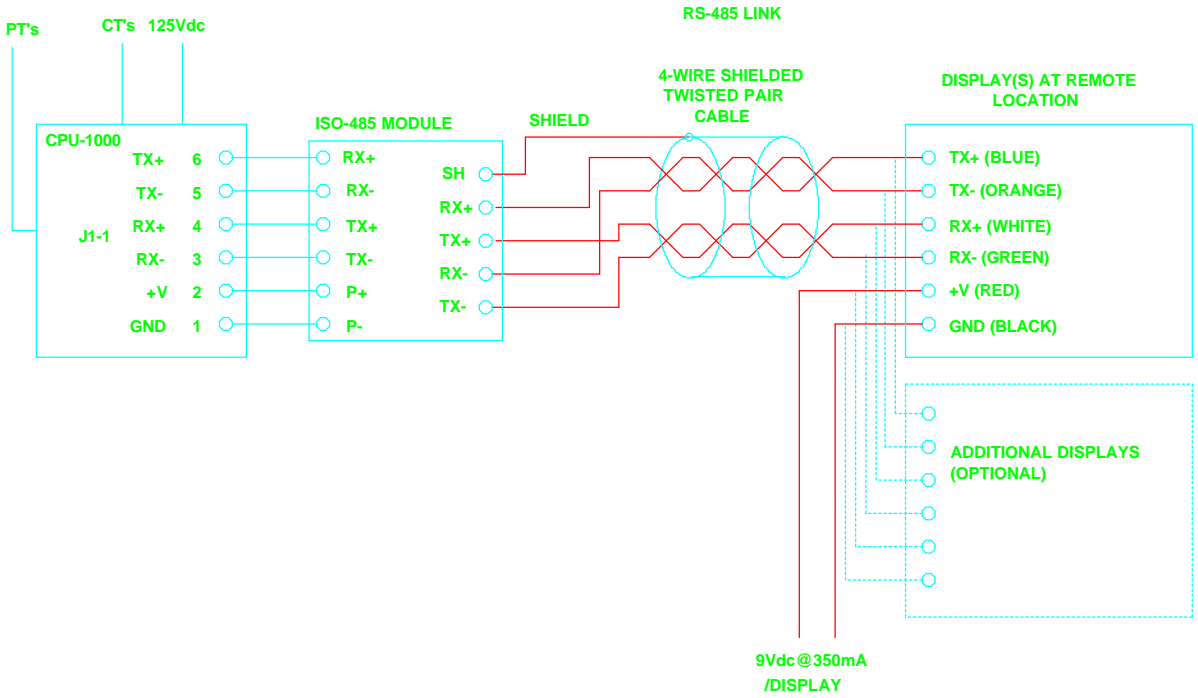 RS-485 LINK
PT's
CT's 125Vdc
4-WIRE SHIELDED
TWISTED PAIR
CABLE
DISPLAY(S) AT REMOTE
LOCATION
CPU-1000
TX+ 6
TX- 5
RX+ 4
J1-1
RX- 3
+V 2
GND 1
ISO-485 MODULE
RX+
RX-
TX+
TX-
P+
P-
SH
RX+
TX+
RX-
TX-
SHIELD
TX+ (BLUE)
TX- (ORANGE)
RX+ (WHITE)
RX- (GREEN)
+V (RED)
GND (BLACK)
ADDITIONAL DISPLAYS
(OPTIONAL)
9Vdc@350mA
/DISPLAY